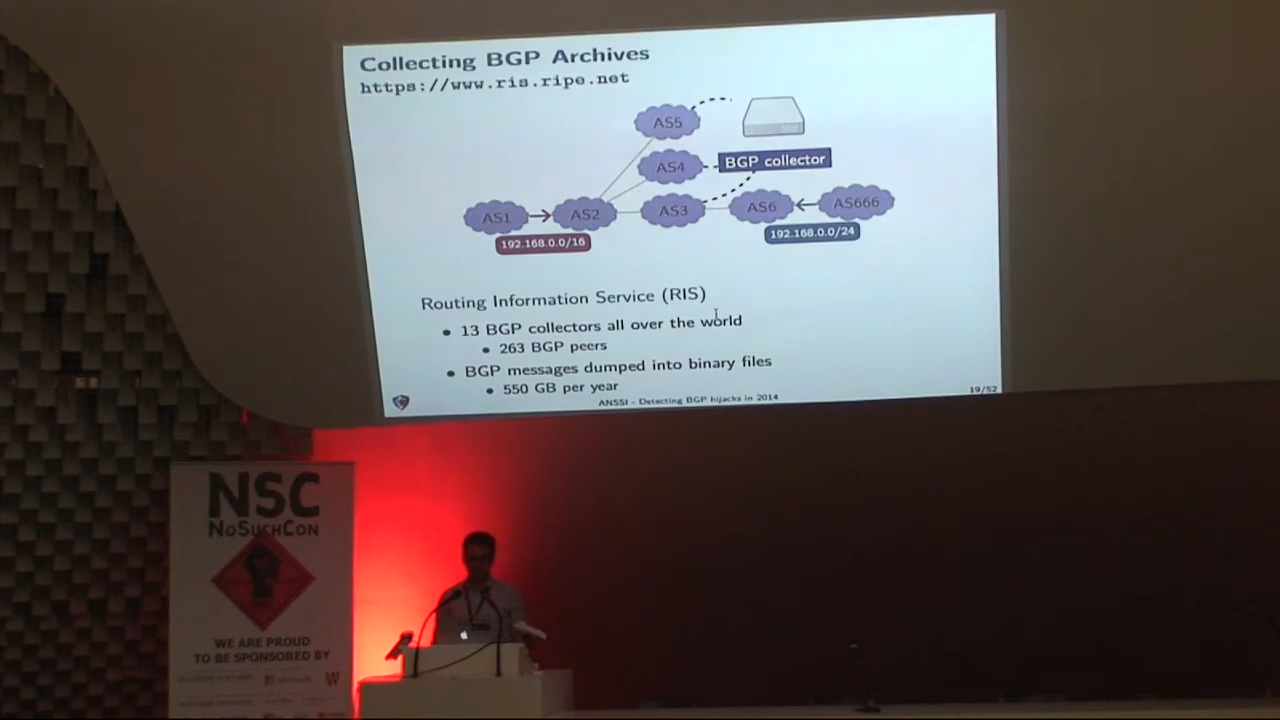 Collecting BGP Archives
https://www.ris.ripe.net
AS5
AS4
BGP collector
AS1
AS2
AS3
AS6
AS666
192.168.0.0/16
192.168.0.0/24
Routing Information Service (RIS)
13 BGP collectors all over the world
263 BGP peers
BGP messages dumped into binary files
550 GB per year
ANSSI - Detecting BGP hijacks in 2014
19/52
NSC
NoSuchCon
WE ARE PROUD
TO BE SPONSORED BY
Microsoft